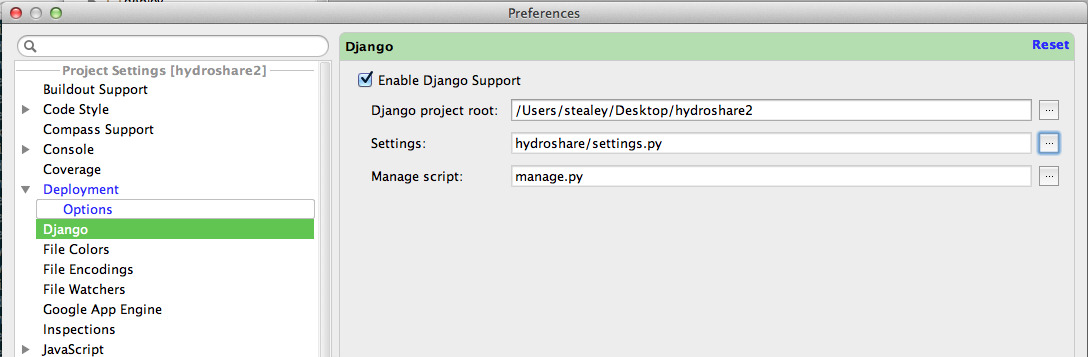 Preferences
Project Settings [hydroshare2]
Buildout Support
Code Style
Compass Support
Console
Coverage
Deployment
Options
Django
File Colors
File Encodings
File Watchers
Google App Engine
Inspections
JavaScript
Django
Reset
Enable Django Support
Django project root: /Users/stealey/Desktop/hydroshare2 ...
Settings: hydroshare/settings.py ...
Manage script: manage.py ...